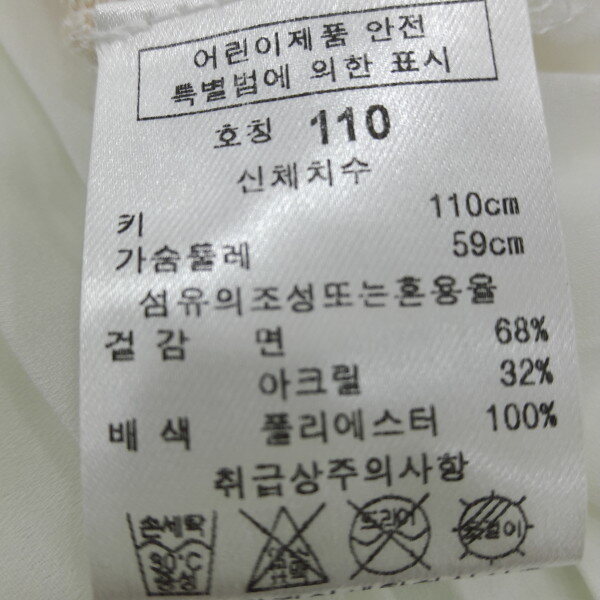 어린이제품 안전
특별법에 의한 표시
호칭 110
신체치수
키 110cm
가슴둘레 59cm
섬유의조성또는혼용율
겉 감 면 68%
아크릴 32%
배 색 폴리에스터 100%
취급상주의사항
손세탁 드라이 옷걸이